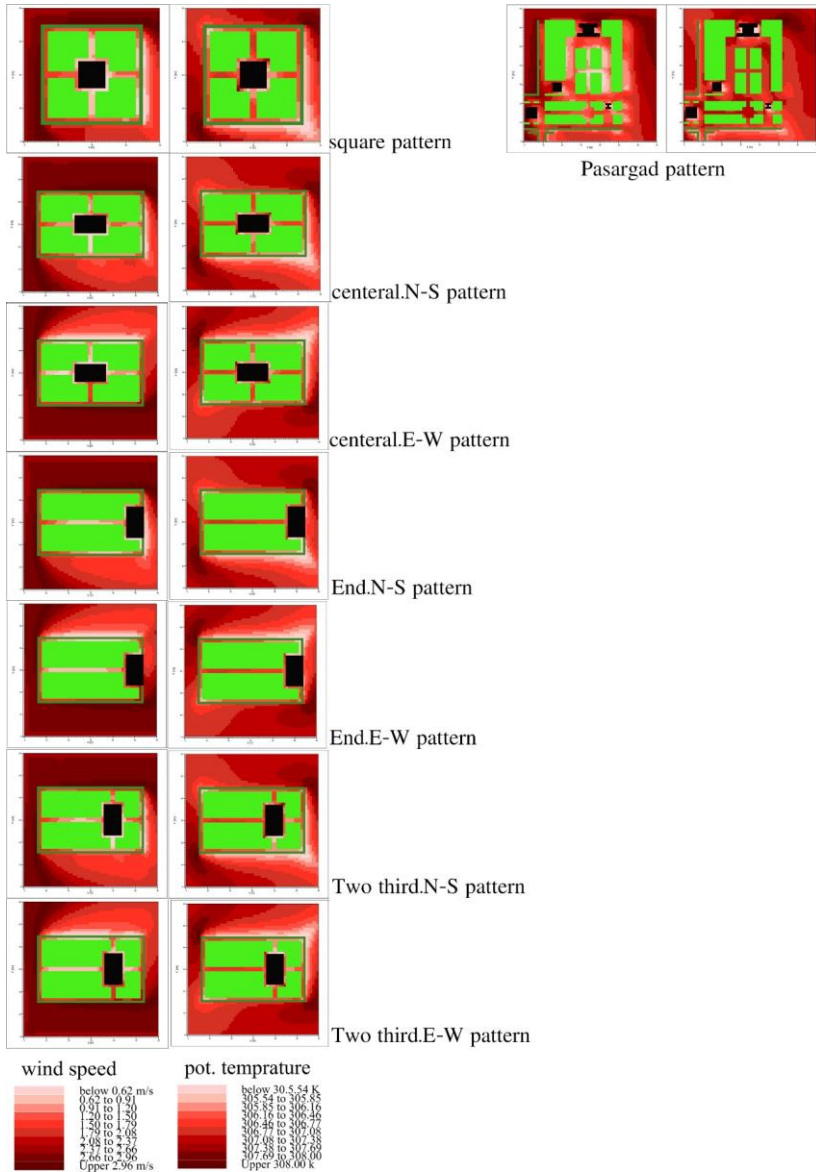 square pattern
Pasargad pattern
centeral.N-S pattern
centeral.E-W pattern
End.N-S pattern
End.E-W pattern
Two third.N-S pattern
Two third.E-W pattern
wind speed
below 0.62 m/s
0.62 to 0.91
0.91 to 1.20
1.20 to 1.50
1.50 to 1.79
1.79 to 2.08
2.08 to 2.37
2.37 to 2.66
2.66 to 2.96
Upper 2.96 m/s
pot. temprature
below 30.5.54 K
305.54 to 305.85
305.85 to 306.16
306.16 to 306.46
306.46 to 306.77
306.77 to 307.08
307.08 to 307.38
307.38 to 307.69
307.69 to 308.00
Upper 308.00 k